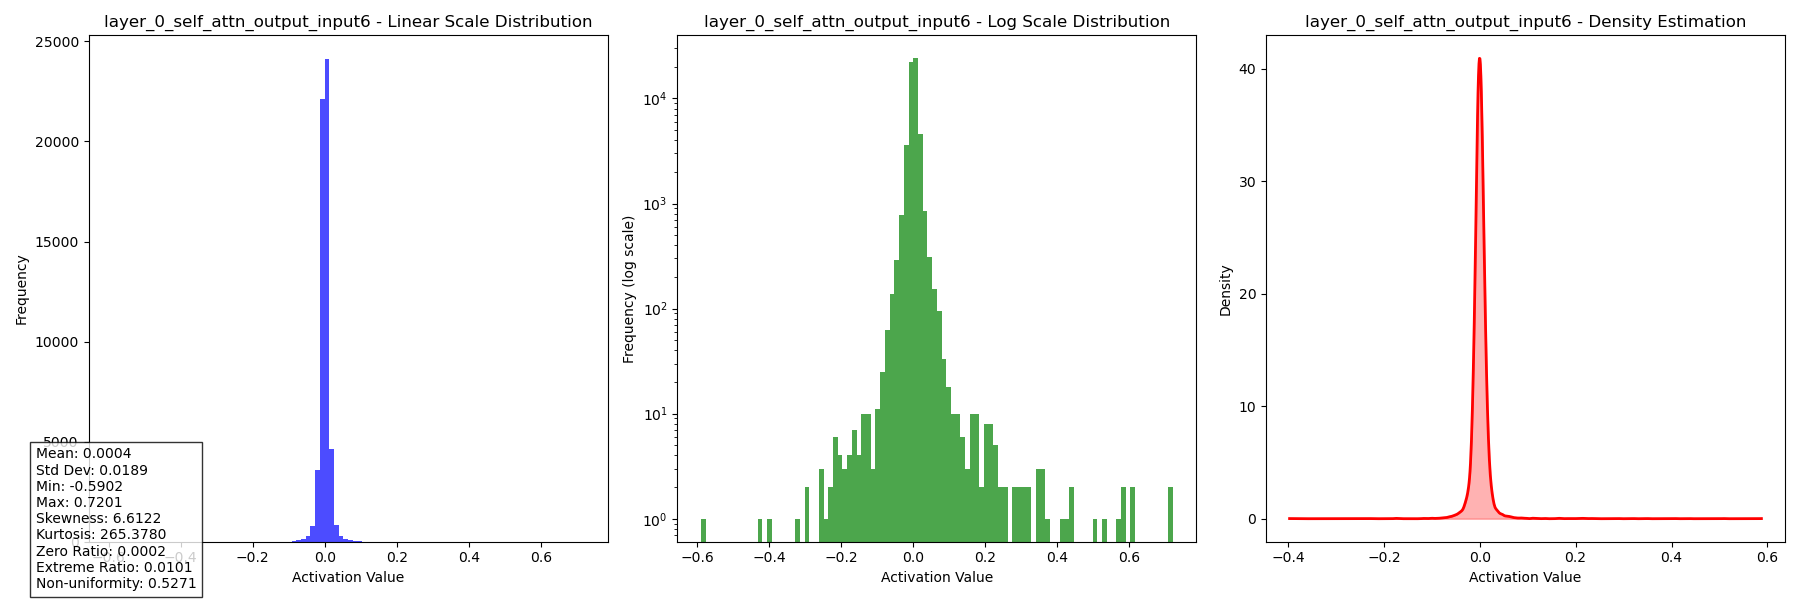 layer_0_self_attn_output_input6 - Linear Scale Distribution
25000
20000
15000
10000
5000
0
Frequency
−0.6
−0.4
−0.2
0.0
0.2
0.4
0.6
Activation Value
Mean: 0.0004
Std Dev: 0.0189
Min: -0.5902
Max: 0.7201
Skewness: 6.6122
Kurtosis: 265.3780
Zero Ratio: 0.0002
Extreme Ratio: 0.0101
Non-uniformity: 0.5271
layer_0_self_attn_output_input6 - Log Scale Distribution
10^4
10^3
10^2
10^1
10^0
Frequency (log scale)
−0.6
−0.4
−0.2
0.0
0.2
0.4
0.6
Activation Value
layer_0_self_attn_output_input6 - Density Estimation
40
30
20
10
0
Density
−0.4
−0.2
0.0
0.2
0.4
0.6
Activation Value